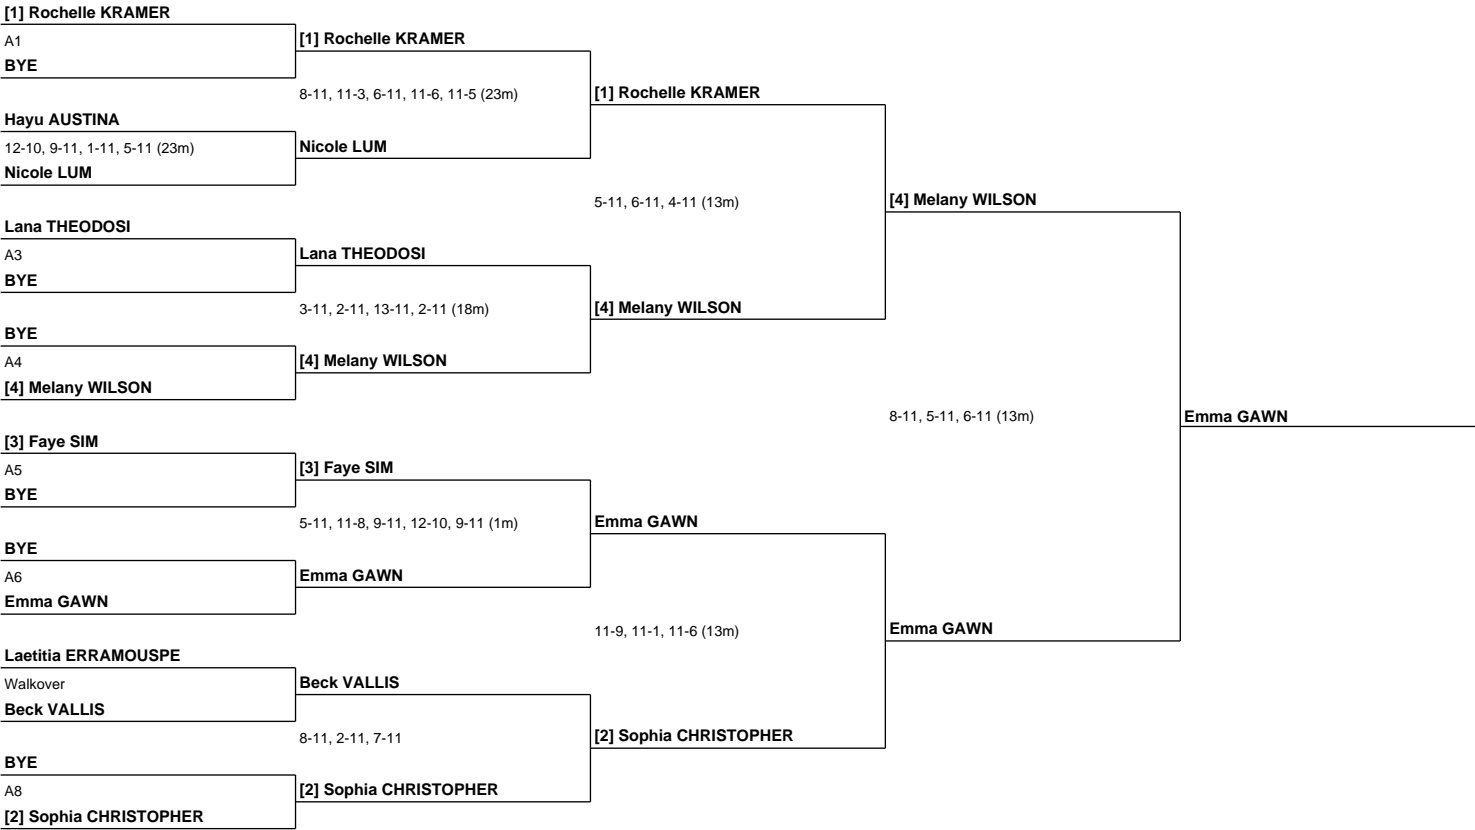 [1] Rochelle KRAMER
A1
BYE
Hayu AUSTINA
12-10, 9-11, 1-11, 5-11 (23m)
Nicole LUM
Lana THEODOSI
A3
BYE
BYE
A4
[4] Melany WILSON
[3] Faye SIM
A5
BYE
BYE
A6
Emma GAWN
Laetitia ERRAMOUSPE
Walkover
Beck VALLIS
BYE
A8
[2] Sophia CHRISTOPHER
[1] Rochelle KRAMER
8-11, 11-3, 6-11, 11-6, 11-5 (23m)
Nicole LUM
Lana THEODOSI
3-11, 2-11, 13-11, 2-11 (18m)
[4] Melany WILSON
[3] Faye SIM
5-11, 11-8, 9-11, 12-10, 9-11 (1m)
Emma GAWN
Beck VALLIS
8-11, 2-11, 7-11
[2] Sophia CHRISTOPHER
[1] Rochelle KRAMER
5-11, 6-11, 4-11 (13m)
[4] Melany WILSON
Emma GAWN
11-9, 11-1, 11-6 (13m)
[2] Sophia CHRISTOPHER
[4] Melany WILSON
8-11, 5-11, 6-11 (13m)
Emma GAWN
Emma GAWN